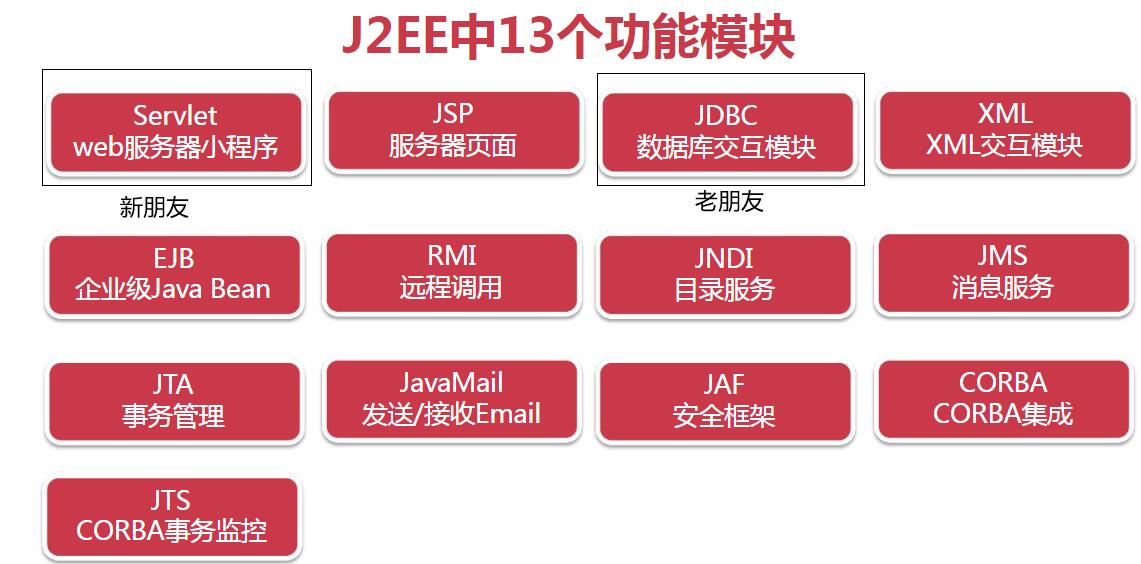 J2EE中13个功能模块
Servlet
web服务器小程序
JSP
服务器页面
JDBC
数据库交互模块
XML
XML交互模块
新朋友
老朋友
EJB
企业级Java Bean
RMI
远程调用
JNDI
目录服务
JMS
消息服务
JTA
事务管理
JavaMail
发送/接收Email
JAF
安全框架
CORBA
CORBA集成
JTS
CORBA事务监控